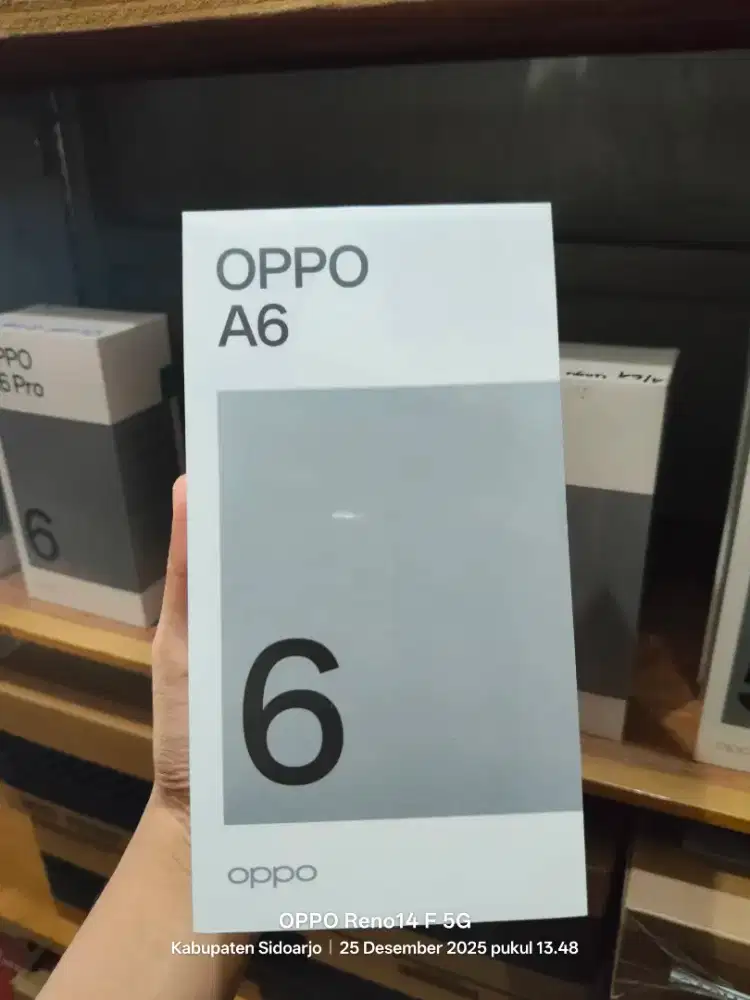 OPPO
A6
6
oppo
PPO
6 Pro
6
OPPO Reno14 F 5G
Kabupaten Sidoarjo | 25 Desember 2025 pukul 13.48